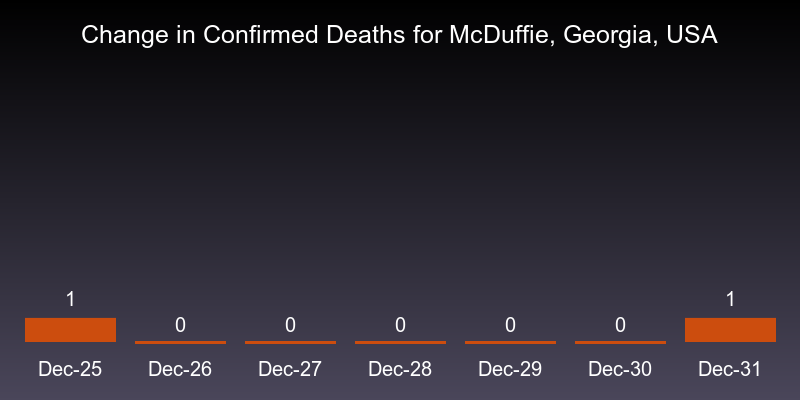 Change in Confirmed Deaths for McDuffie, Georgia, USA
1 0 0 0 0 0 1
Dec-25 Dec-26 Dec-27 Dec-28 Dec-29 Dec-30 Dec-31